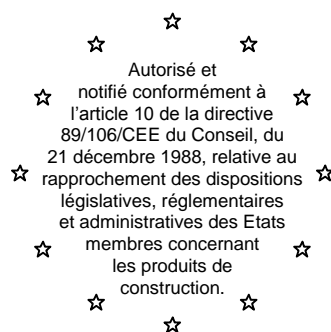 Autorisé et
notifié conformément à
l'article 10 de la directive
89/106/CEE du Conseil, du
21 décembre 1988, relative au
rapprochement des dispositions
législatives, réglementaires
et administratives des Etats
membres concernant
les produits de
construction.